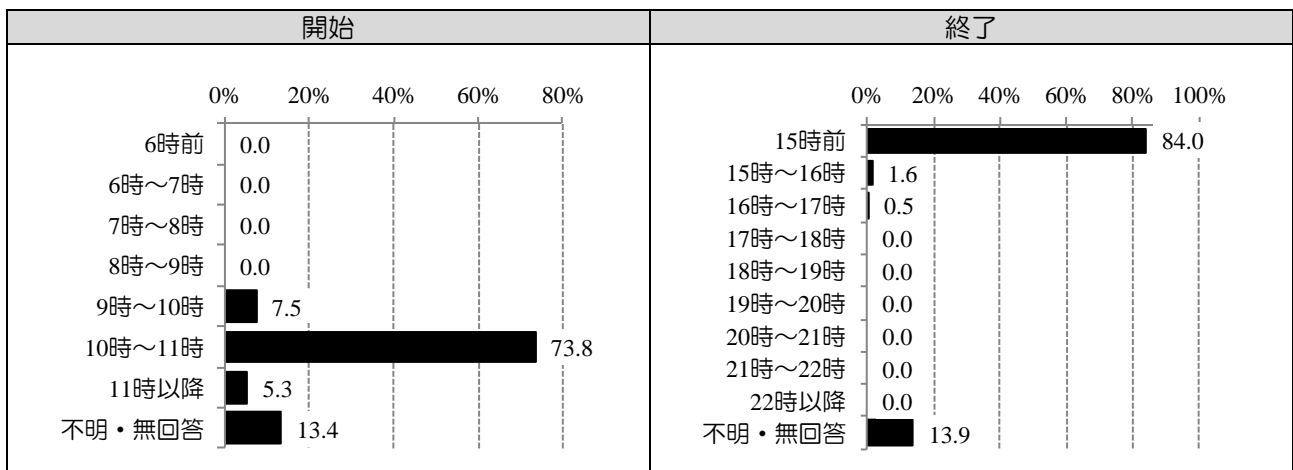 開始
0% 20% 40% 60% 80%
6時前 0.0
6時～7時 0.0
7時～8時 0.0
8時～9時 0.0
9時～10時 7.5
10時～11時 73.8
11時以降 5.3
不明・無回答 13.4
終了
0% 20% 40% 60% 80% 100%
15時前 84.0
15時～16時 1.6
16時～17時 0.5
17時～18時 0.0
18時～19時 0.0
19時～20時 0.0
20時～21時 0.0
21時～22時 0.0
22時以降 0.0
不明・無回答 13.9